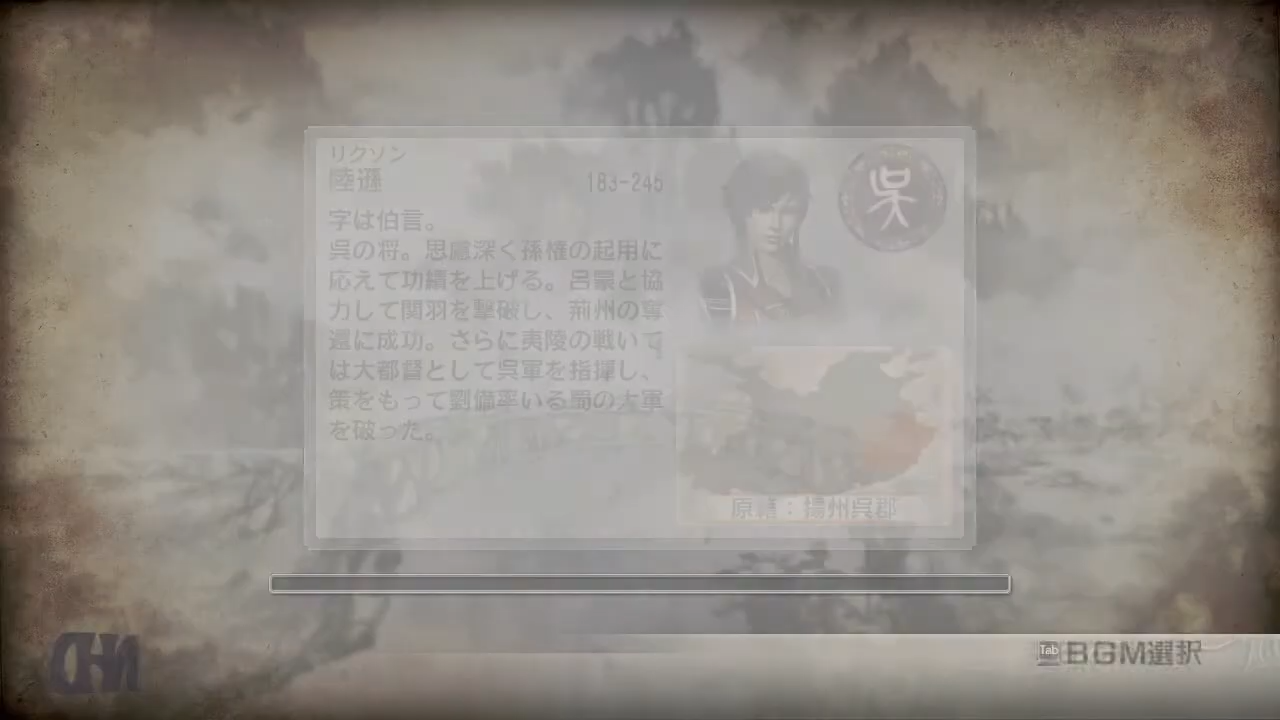 リクソン
陸遜
183-245
呉
字は伯言。
呉の将。思慮深く孫権の起用に
応えて功績を上げる。呂蒙と協
力して関羽を撃破し、荊州の奪
還に成功。さらに夷陵の戦いで
は大都督として呉軍を指揮し、
策をもって劉備率いる蜀の大軍
を破った。
原籍：揚州呉郡
Tab BGM選択